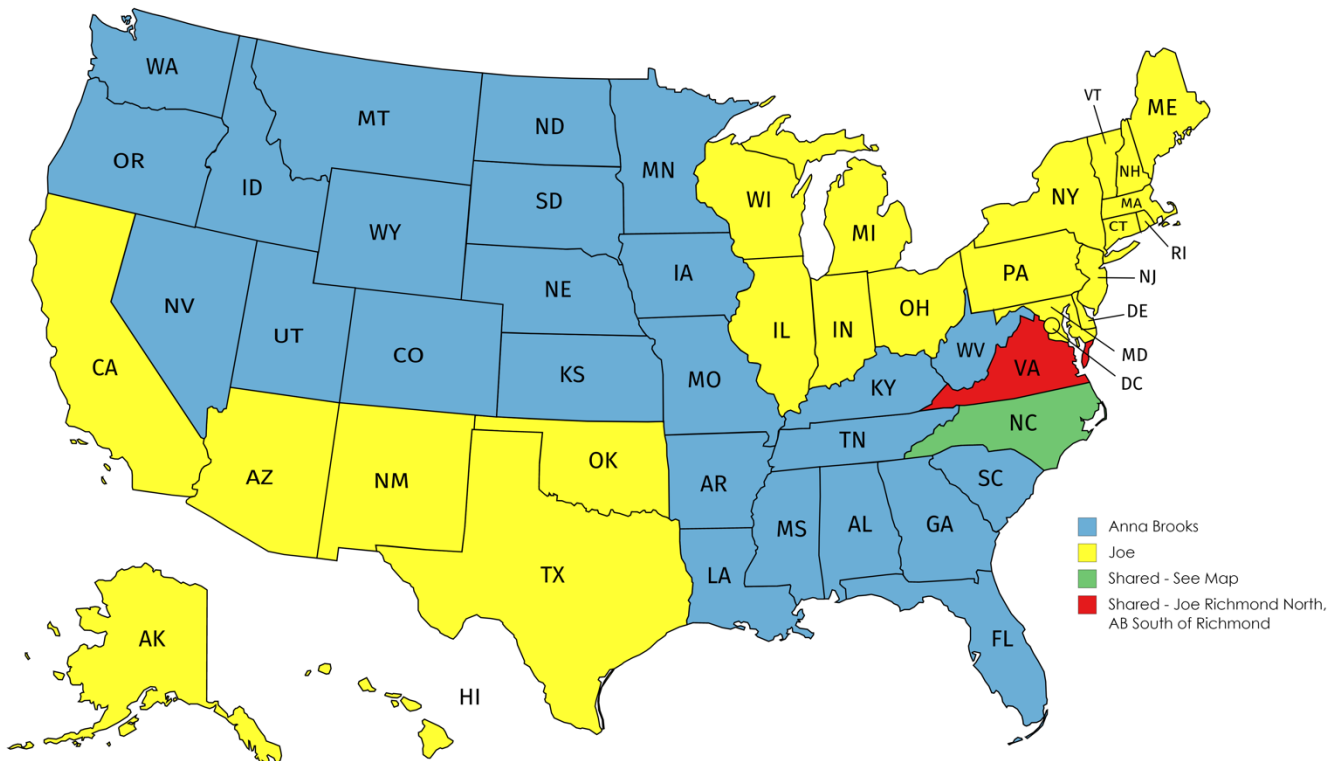 WA
MT
ND
MN
OR
ID
SD
WY
WI
MI
VT
ME
NH
NY
MA
CT
RI
IA
NE
PA
NJ
NV
UT
CO
IL
IN
OH
DE
CA
KS
MO
WV
VA
MD
DC
KY
NC
TN
AZ
NM
OK
AR
SC
MS
AL
GA
TX
LA
FL
AK
HI
Anna Brooks
Joe
Shared - See Map
Shared - Joe Richmond North,
AB South of Richmond